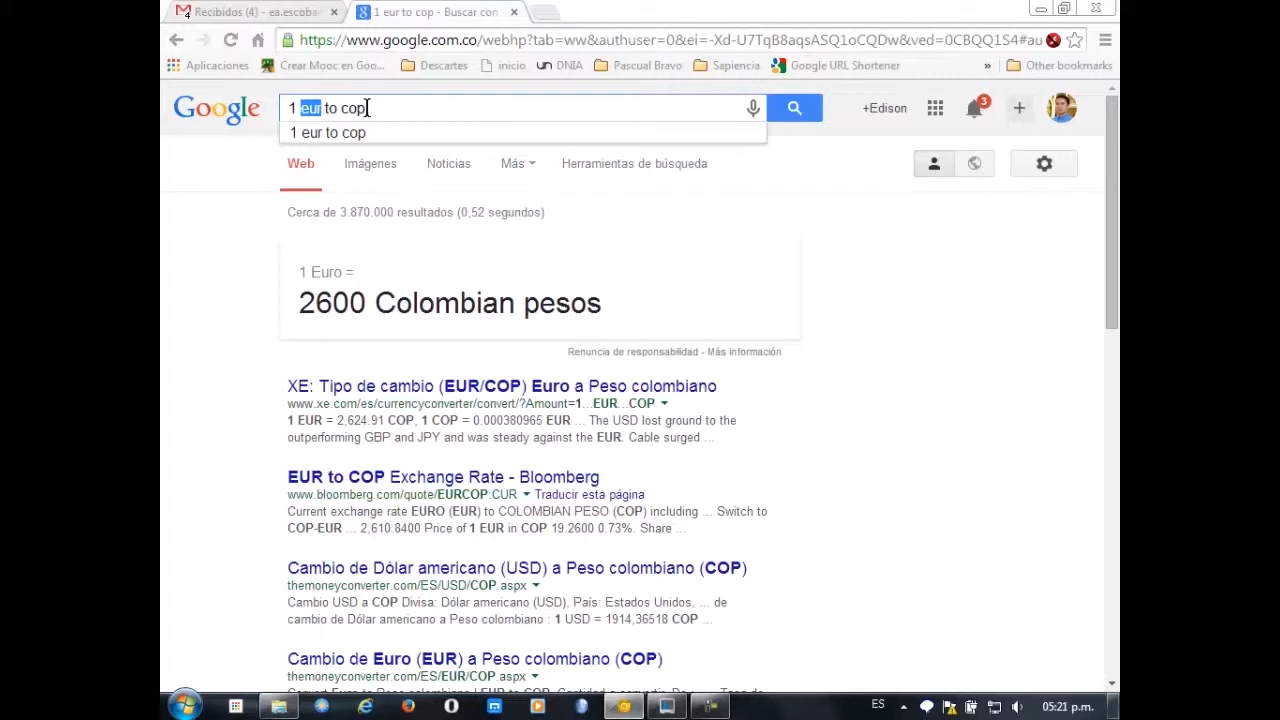 Recibidos (4) - ea.escobar
1 eur to cop - Buscar con
https://www.google.com.co/webhp?tab=ww&authuser=0&ei=-Xd-U7TqB8aqsASQ1oCQDw&ved=0CBQQ1S4#au
Aplicaciones Crear Mooc en Goo... Descartes inicio DNIA Pascual Bravo Sapiencia Google URL Shortener » Other bookmarks
Google 1 eur to cop +Edison 3
1 eur to cop
Web Imágenes Noticias Más Herramientas de búsqueda
Cerca de 3.870.000 resultados (0,52 segundos)
1 Euro =
2600 Colombian pesos
Renuncia de responsabilidad - Más información
XE: Tipo de cambio (EUR/COP) Euro a Peso colombiano
www.xe.com/es/currencyconverter/convert/?Amount=1...EUR...COP
1 EUR = 2,624.91 COP, 1 COP = 0.000380965 EUR ... The USD lost ground to the
outperforming GBP and JPY and was steady against the EUR. Cable surged ...
EUR to COP Exchange Rate - Bloomberg
www.bloomberg.com/quote/EURCOP:CUR Traducir esta página
Current exchange rate EURO (EUR) to COLOMBIAN PESO (COP) including ... Switch to
COP-EUR ... 2,610.8400 Price of 1 EUR in COP 19.2600 0.73%. Share ...
Cambio de Dólar americano (USD) a Peso colombiano (COP)
themoneyconverter.com/ES/USD/COP.aspx
Cambio USD a COP Divisa: Dólar americano (USD), País: Estados Unidos, ... de
cambio de Dólar americano a Peso colombiano : 1 USD = 1914,36518 COP ...
Cambio de Euro (EUR) a Peso colombiano (COP)
themoneyconverter.com/ES/EUR/COP.aspx
ES 05:21 p.m.